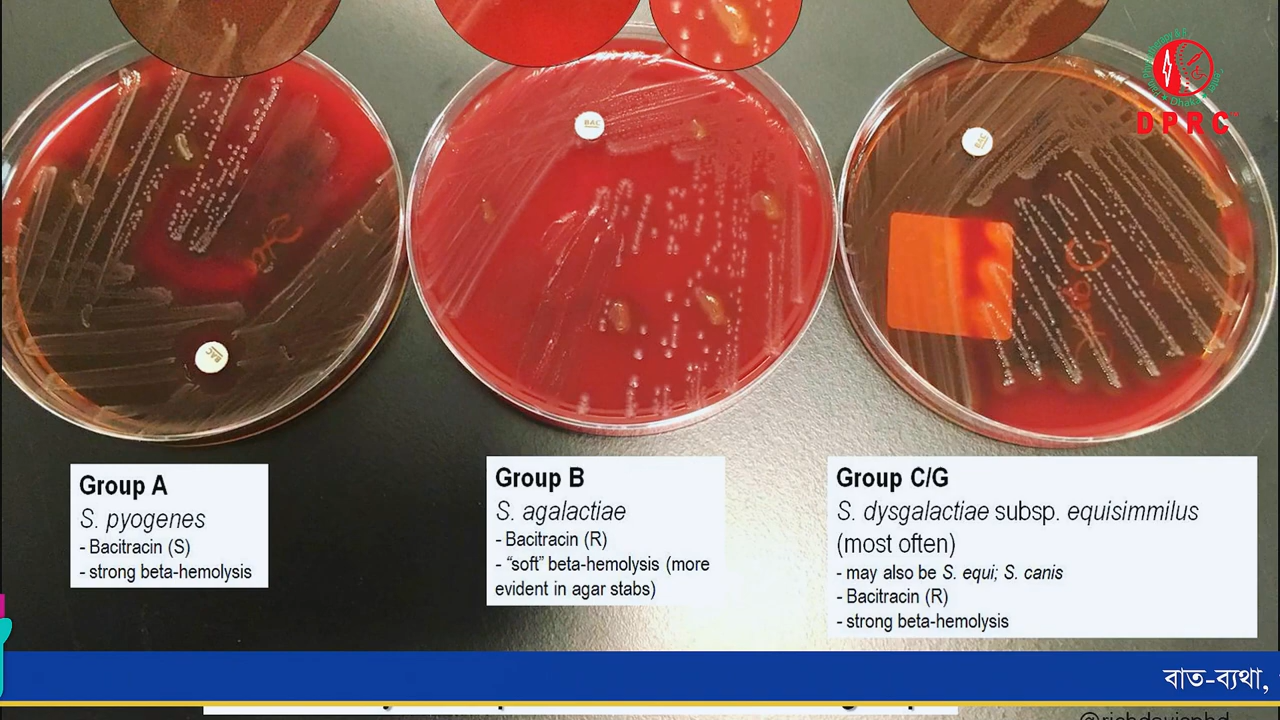 BAC
BAC
BAC
DPRC
Group A
S. pyogenes
- Bacitracin (S)
- strong beta-hemolysis
Group B
S. agalactiae
- Bacitracin (R)
- “soft” beta-hemolysis (more
evident in agar stabs)
Group C/G
S. dysgalactiae subsp. equisimmilus
(most often)
- may also be S. equi; S. canis
- Bacitracin (R)
- strong beta-hemolysis
বাত-ব্যথা,